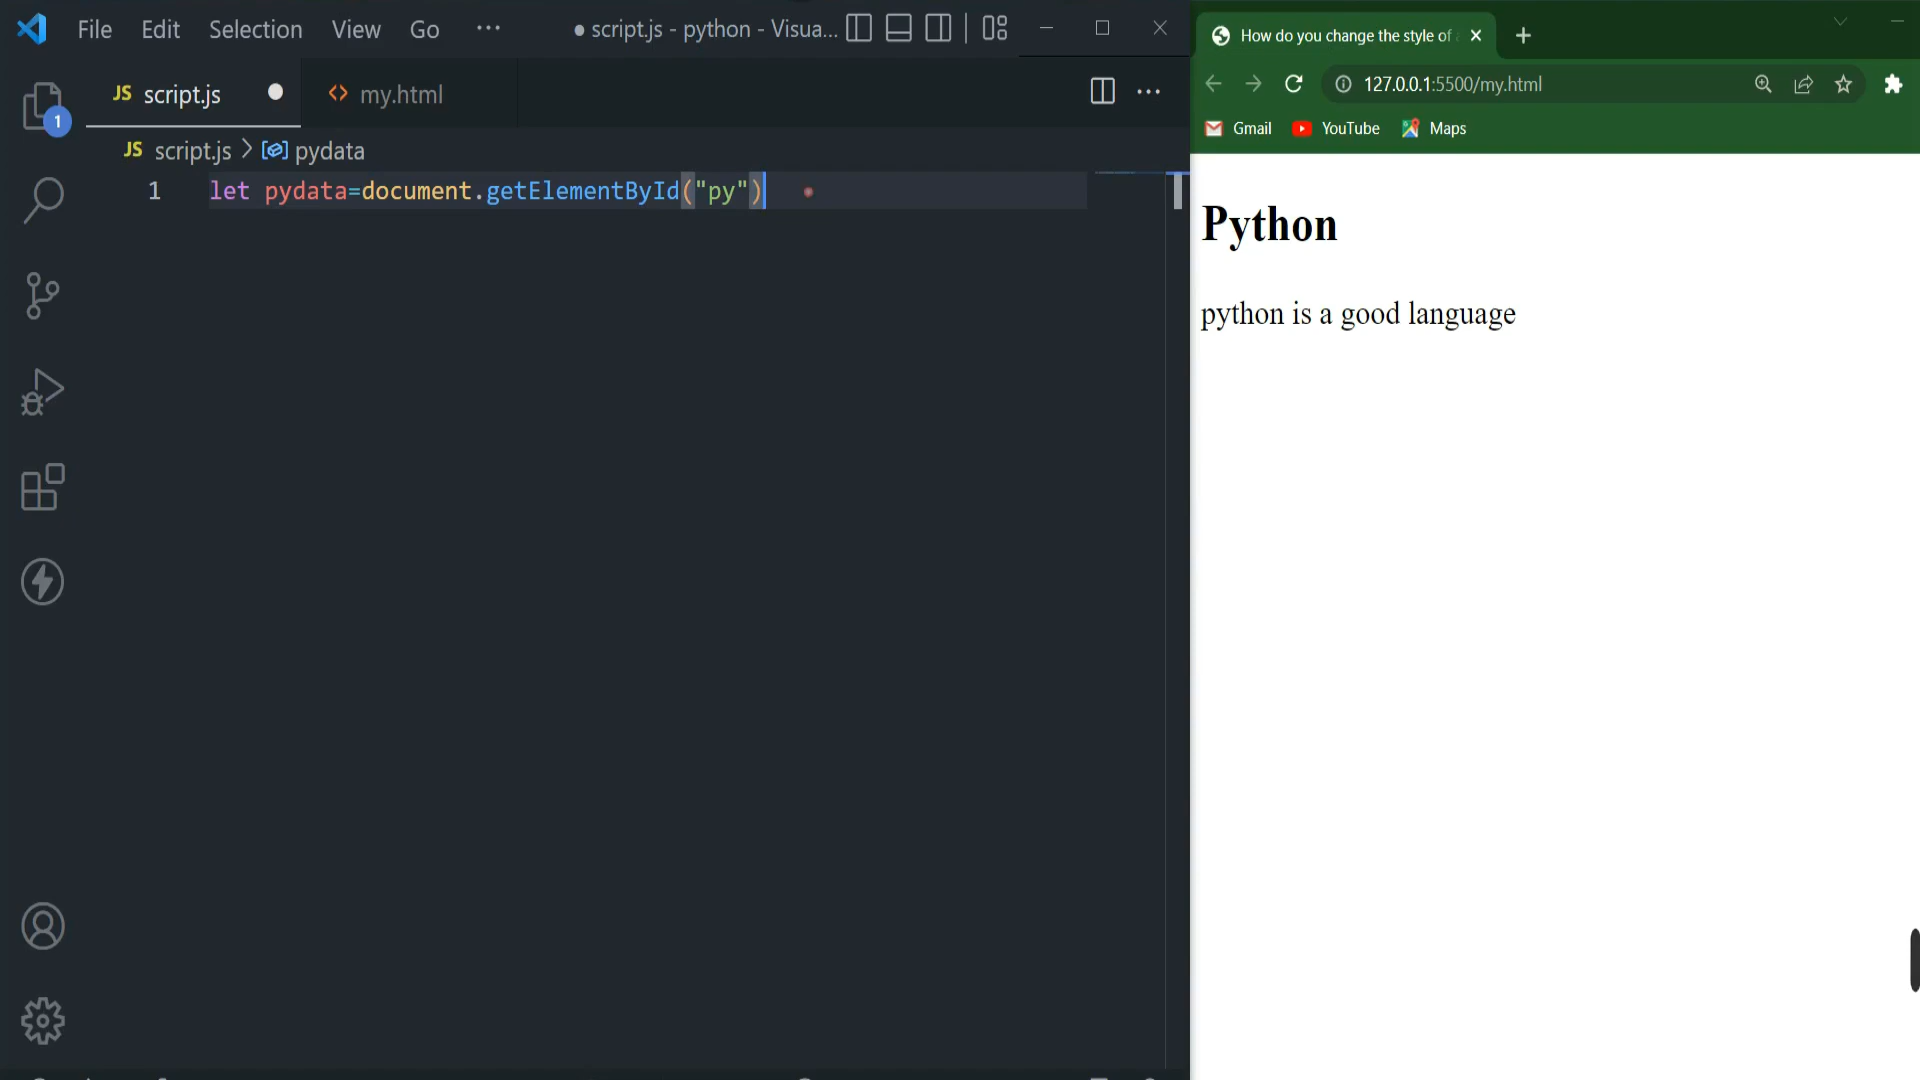 File Edit Selection View Go ··· ● script.js - python - Visua...
JS script.js ● <> my.html
JS script.js > pydata
1 let pydata=document.getElementById("py")
1
How do you change the style of
127.0.0.1:5500/my.html
Gmail YouTube Maps
Python
python is a good language